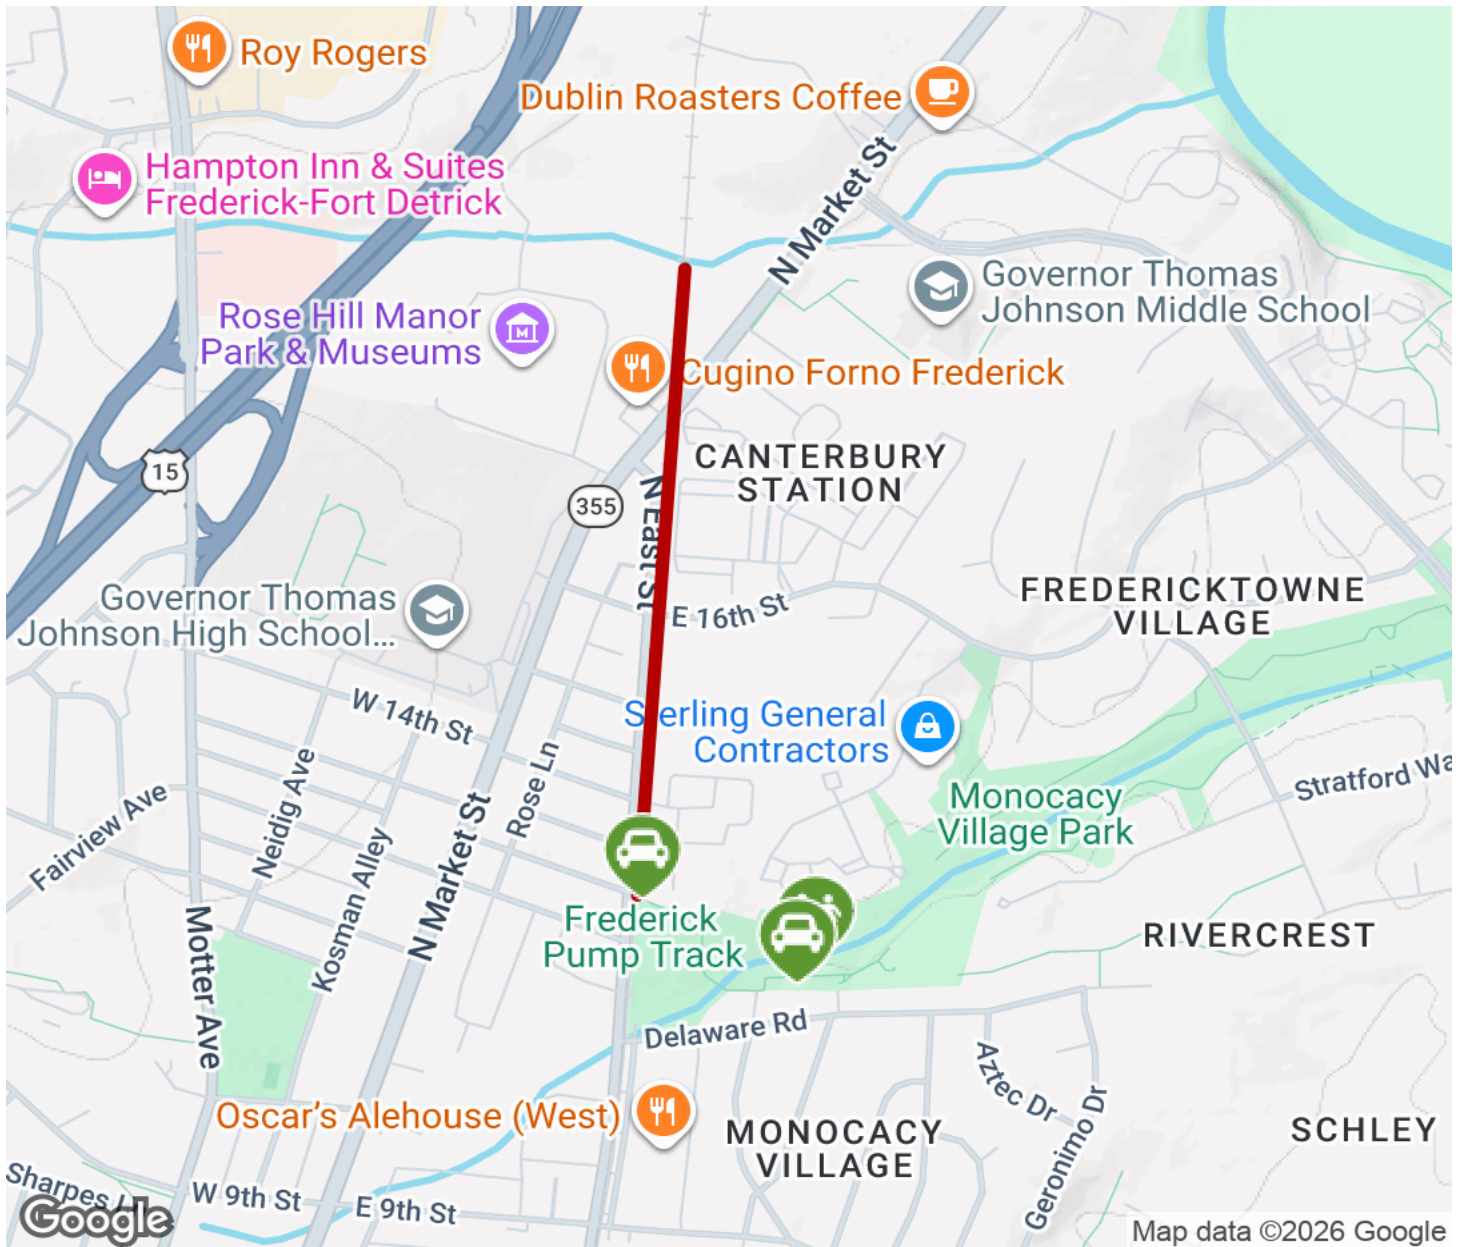 Roy Rogers
Dublin Roasters Coffee
Hampton Inn & Suites
Frederick-Fort Detrick
N Market St
Governor Thomas
Johnson Middle School
Rose Hill Manor
Park & Museums
M
Cugino Forno Frederick
CANTERBURY
STATION
15
355
N East St
Governor Thomas
Johnson High School...
E 16th St
FREDERICKTOWNE
VILLAGE
W 14th St
Sterling General
Contractors
Rose Ln
Neidig Ave
Fairview Ave
Stratford Wa
Monocacy
Village Park
N Market St
Kosman Alley
Motter Ave
Frederick
Pump Track
RIVERCREST
Delaware Rd
Aztec Dr
Geronimo Dr
Oscar's Alehouse (West)
MONOCACY
VILLAGE
SCHLEY
Sharpes Ln
W 9th St
E 9th St
Google
Map data ©2026 Google